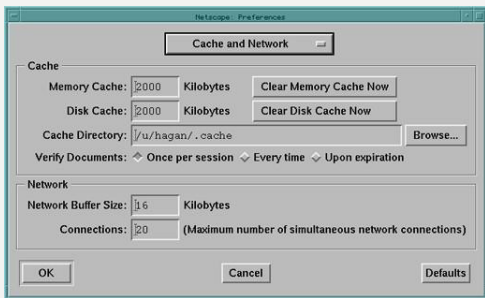 Netscape: Preferences
Cache and Network
Cache
Memory Cache: 2000 Kilobytes Clear Memory Cache Now
Disk Cache: 2000 Kilobytes Clear Disk Cache Now
Cache Directory: /u/hagan/.cache Browse...
Verify Documents: Once per session Every time Upon expiration
Network
Network Buffer Size: 16 Kilobytes
Connections: 20 (Maximum number of simultaneous network connections)
OK Cancel Defaults